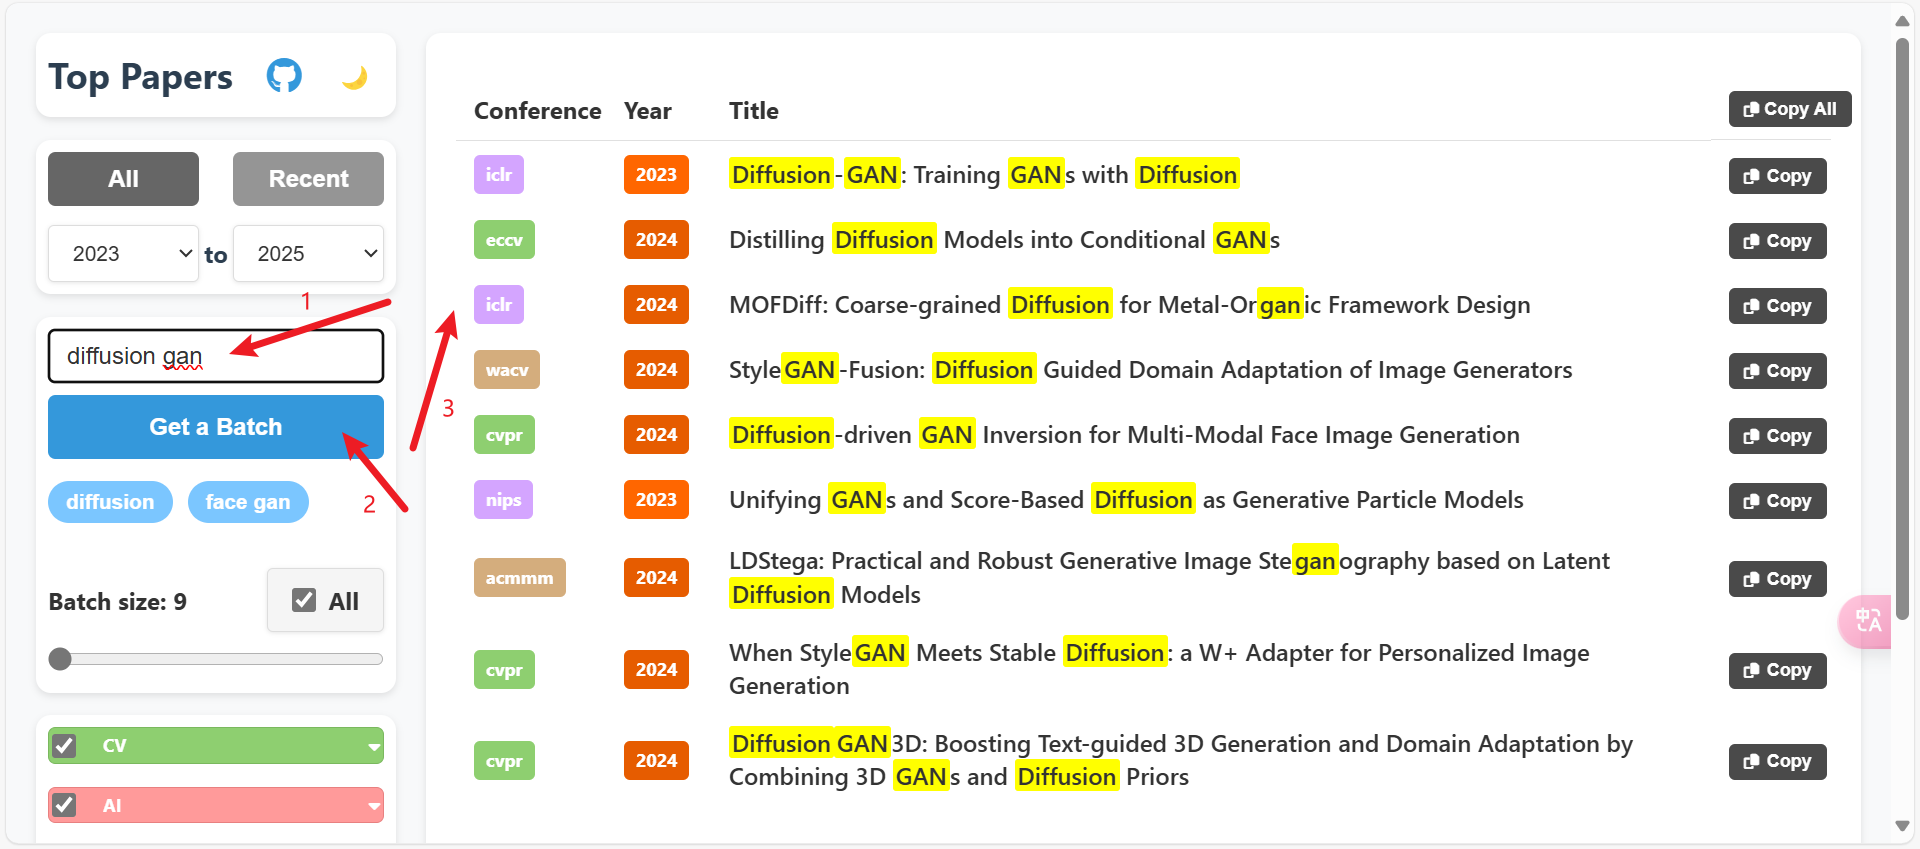 Top Papers
All
Recent
2023
to
2025
1
diffusion gan
Get a Batch
2
3
diffusion
face gan
Batch size: 9
All
CV
AI
Conference Year Title
Copy All
iclr 2023 Diffusion-GAN: Training GANs with Diffusion Copy
eccv 2024 Distilling Diffusion Models into Conditional GANs Copy
iclr 2024 MOFDiff: Coarse-grained Diffusion for Metal-Organic Framework Design Copy
wacv 2024 StyleGAN-Fusion: Diffusion Guided Domain Adaptation of Image Generators Copy
cvpr 2024 Diffusion-driven GAN Inversion for Multi-Modal Face Image Generation Copy
nips 2023 Unifying GANs and Score-Based Diffusion as Generative Particle Models Copy
acmmm 2024 LDStega: Practical and Robust Generative Image Steganography based on Latent
Diffusion Models Copy
cvpr 2024 When StyleGAN Meets Stable Diffusion: a W+ Adapter for Personalized Image
Generation Copy
cvpr 2024 Diffusion GAN3D: Boosting Text-guided 3D Generation and Domain Adaptation by
Combining 3D GANs and Diffusion Priors Copy
中A